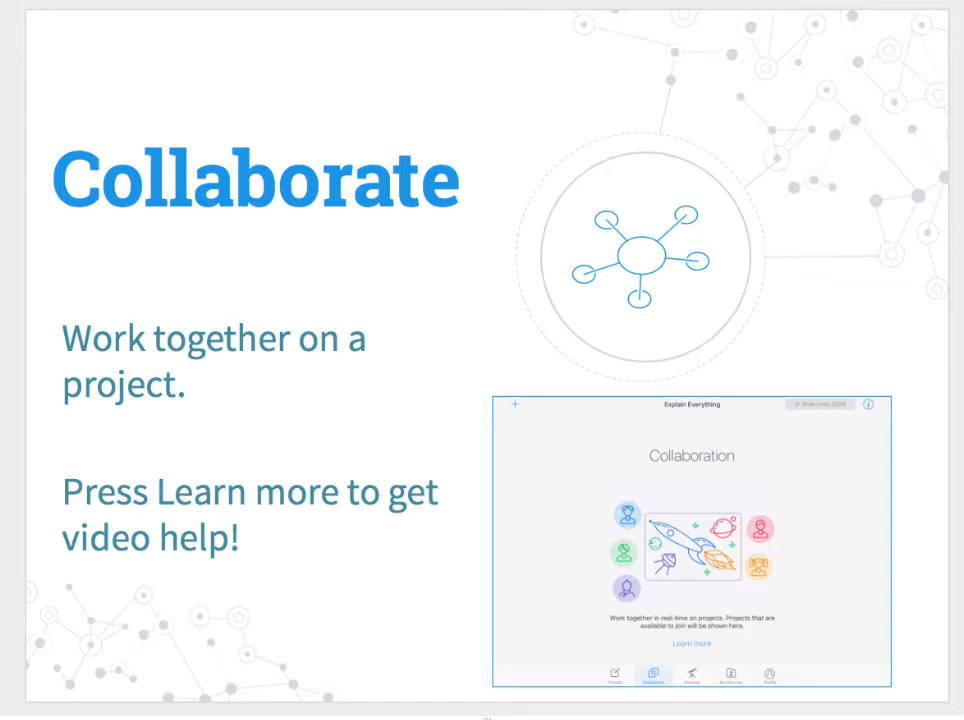 Collaborate
Work together on a
project.
Press Learn more to get
video help!
Explain Everything
Collaboration
Work together in real-time on projects. Projects that are
available to join will be shown here.
Learn more